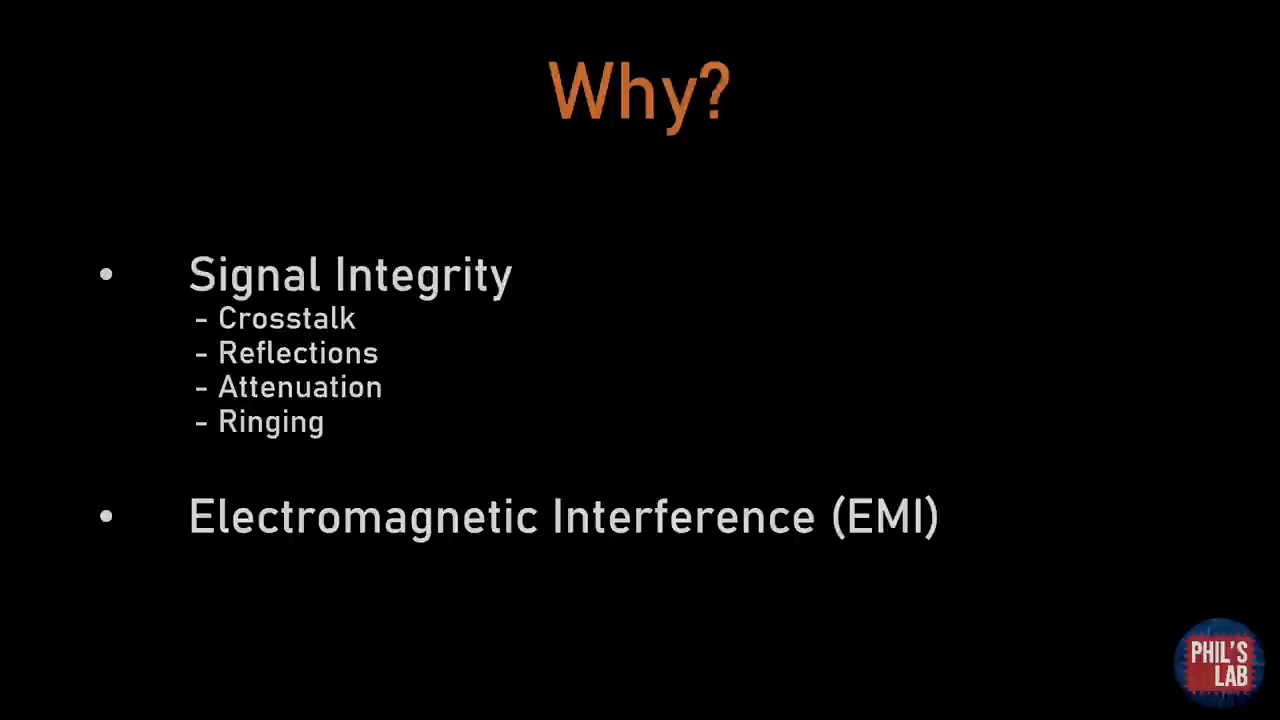 Why?
• Signal Integrity
- Crosstalk
- Reflections
- Attenuation
- Ringing
• Electromagnetic Interference (EMI)
PHIL'S
LAB